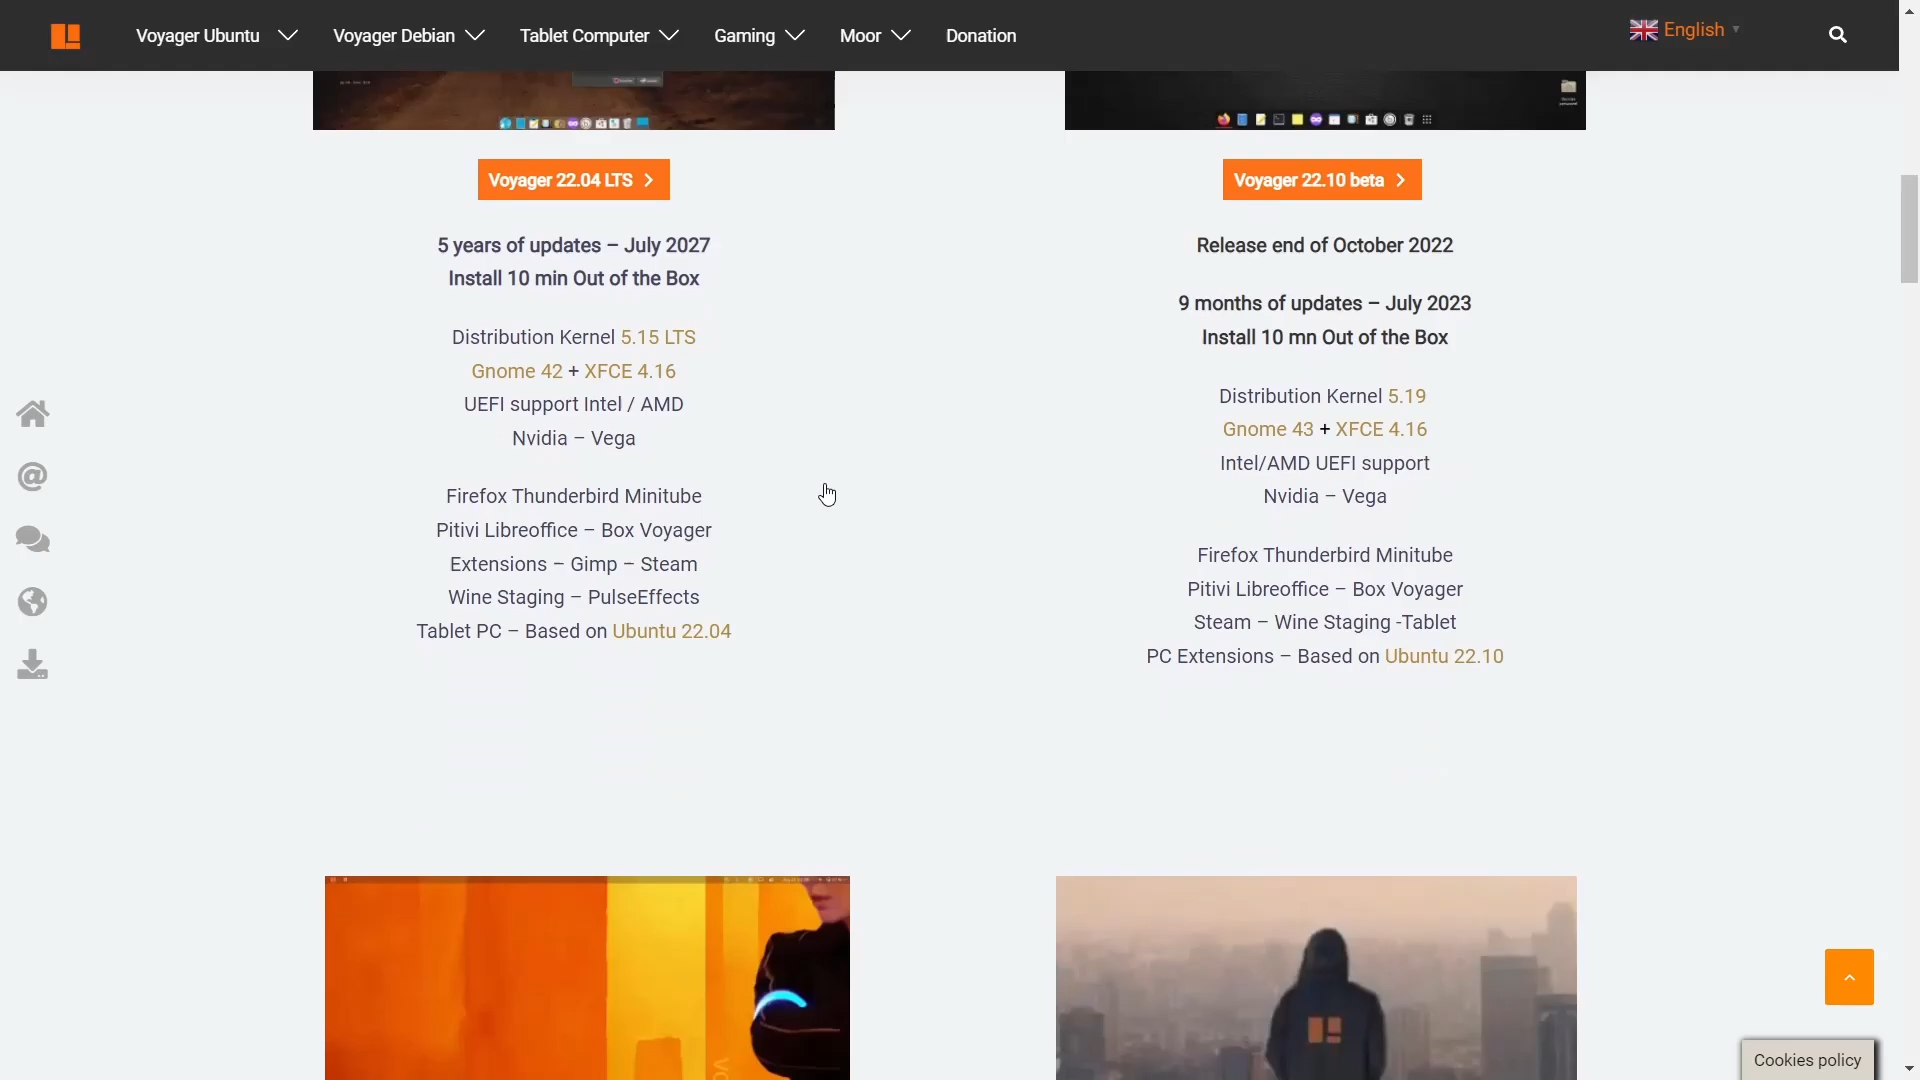 Voyager Ubuntu
Voyager Debian
Tablet Computer
Gaming
Moor
Donation
English
Voyager 22.04 LTS
5 years of updates – July 2027
Install 10 min Out of the Box
Distribution Kernel 5.15 LTS
Gnome 42 + XFCE 4.16
UEFI support Intel / AMD
Nvidia – Vega
Firefox Thunderbird Minitube
Pitivi Libreoffice – Box Voyager
Extensions – Gimp – Steam
Wine Staging – PulseEffects
Tablet PC – Based on Ubuntu 22.04
Voyager 22.10 beta
Release end of October 2022
9 months of updates – July 2023
Install 10 mn Out of the Box
Distribution Kernel 5.19
Gnome 43 + XFCE 4.16
Intel/AMD UEFI support
Nvidia – Vega
Firefox Thunderbird Minitube
Pitivi Libreoffice – Box Voyager
Steam – Wine Staging -Tablet
PC Extensions – Based on Ubuntu 22.10
Cookies policy